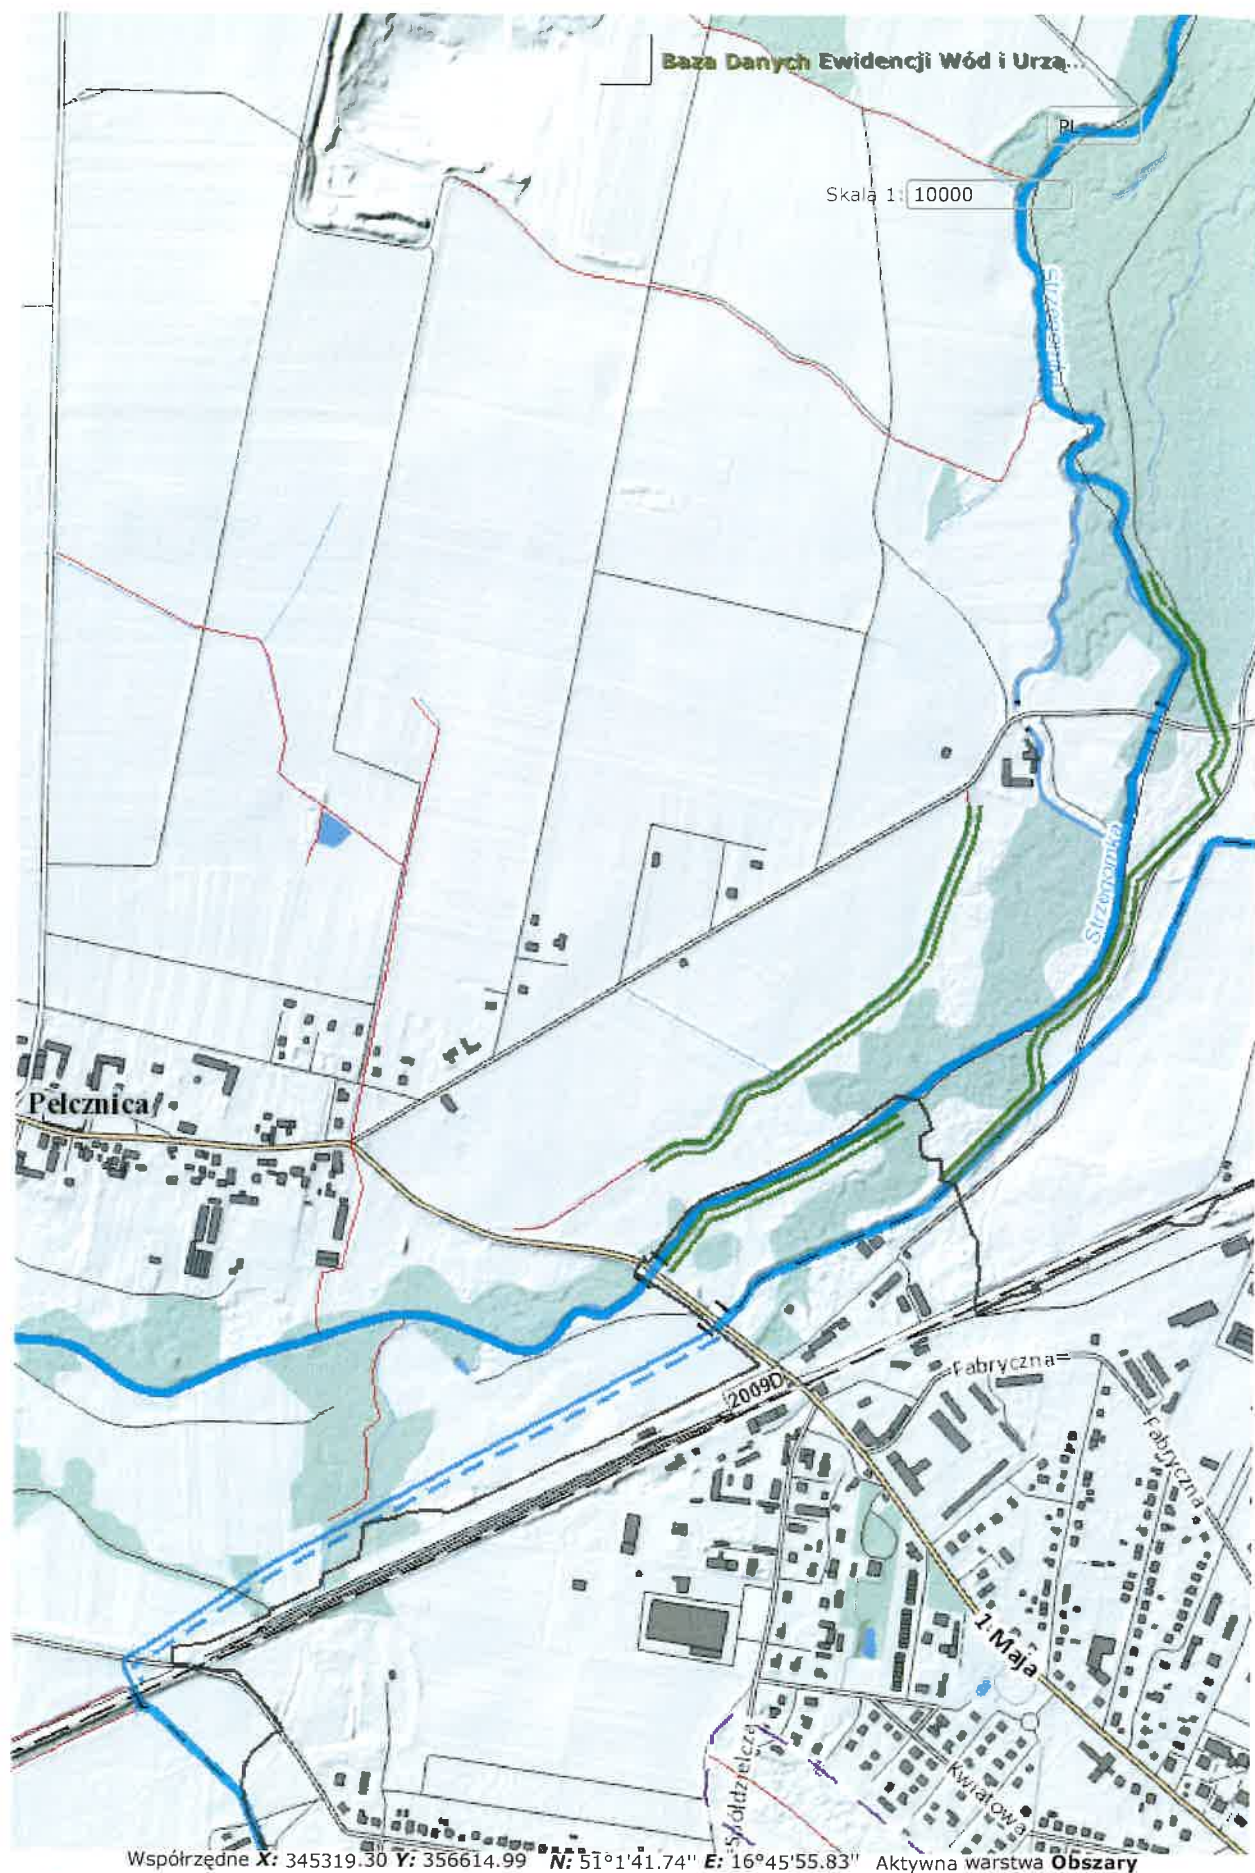 Baza Danych Ewidencji Wód i Urzą...
PL
Skala 1: 10000
Strzegomka
Strzegomka
Pełcznica
2009D
Fabryczna
Fabryczna
1 Maja
Spółdzielcza
Kwiatowa
Współrzędne X: 345319.30 Y: 356614.99 N: 51°1'41.74" E: 16°45'55.83" Aktywna warstwa Obszary